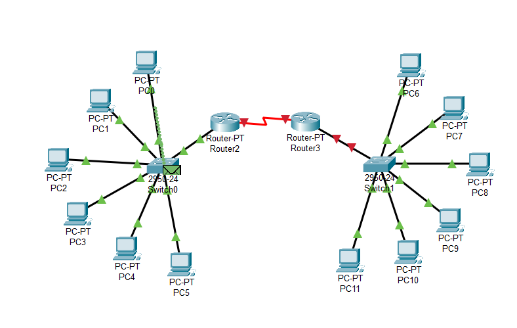 PC-PT
PC0
PC-PT
PC1
PC-PT
PC2
PC-PT
PC3
PC-PT
PC4
PC-PT
PC5
2950-24
Switch0
Router-PT
Router2
Router-PT
Router3
2950-24
Switch1
PC-PT
PC6
PC-PT
PC7
PC-PT
PC8
PC-PT
PC9
PC-PT
PC10
PC-PT
PC11